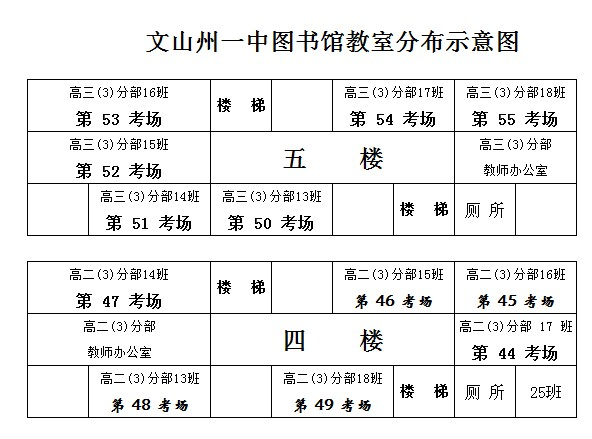 文山州一中图书馆教室分布示意图
高三(3)分部16班
第 53 考场
楼 梯
高三(3)分部17班
第 54 考场
高三(3)分部18班
第 55 考场
高三(3)分部15班
第 52 考场
五 楼
高三(3)分部
教师办公室
高三(3)分部14班
第 51 考场
高三(3)分部13班
第 50 考场
楼 梯
厕 所
高二(3)分部14班
第 47 考场
楼 梯
高二(3)分部15班
第 46 考场
高二(3)分部16班
第 45 考场
高二(3)分部
教师办公室
四 楼
高二(3)分部 17 班
第 44 考场
高二(3)分部13班
第 48 考场
高二(3)分部18班
第 49 考场
楼 梯
厕 所
25班